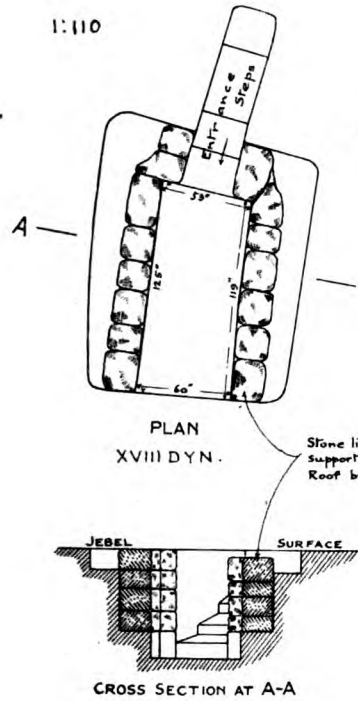 1:110
Entrance
Steps
A
53"
125"
119"
60"
PLAN
XVIII DYN.
Stone li
support
Roof b
JEBEL
SURFACE
CROSS SECTION AT A-A